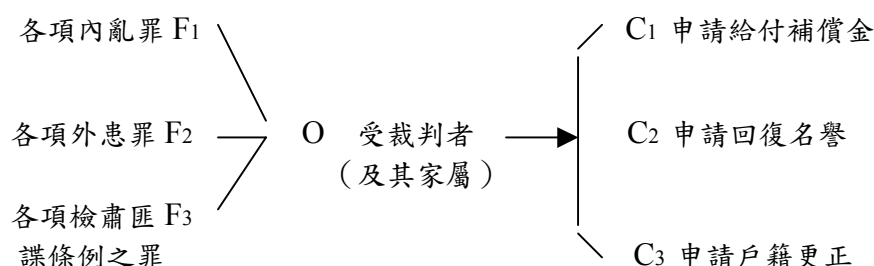 各項內亂罪 F1
各項外患罪 F2
各項檢肅匪 F3
諜條例之罪
O 受裁判者
（及其家屬）
C1 申請給付補償金
C2 申請回復名譽
C3 申請戶籍更正